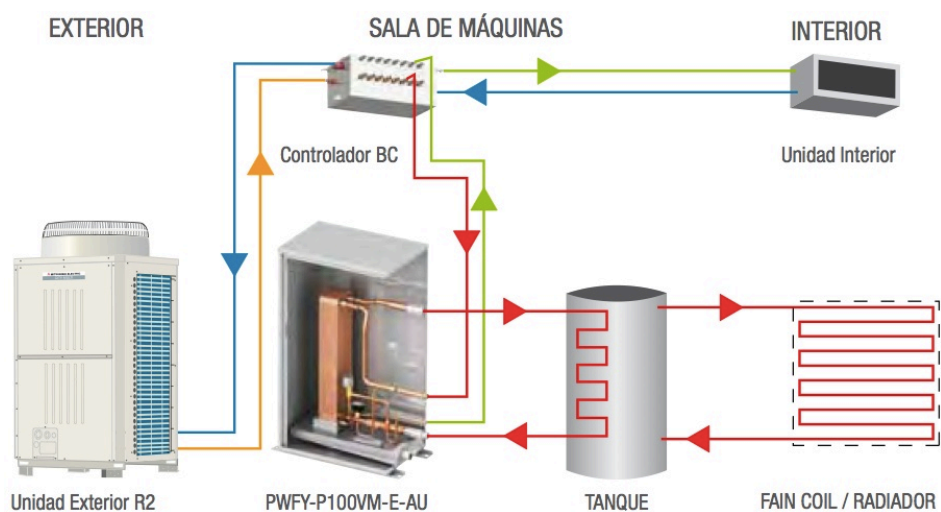 EXTERIOR
SALA DE MÁQUINAS
INTERIOR
Controlador BC
Unidad Interior
Unidad Exterior R2
PWFY-P100VM-E-AU
TANQUE
FAIN COIL / RADIADOR